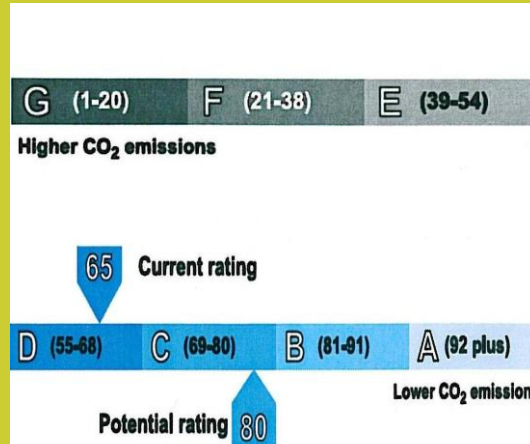 G (1-20) F (21-38) E (39-54)
Higher CO₂ emissions
65 Current rating
D (55-68) C (69-80) B (81-91) A (92 plus)
Lower CO₂ emission
Potential rating 80